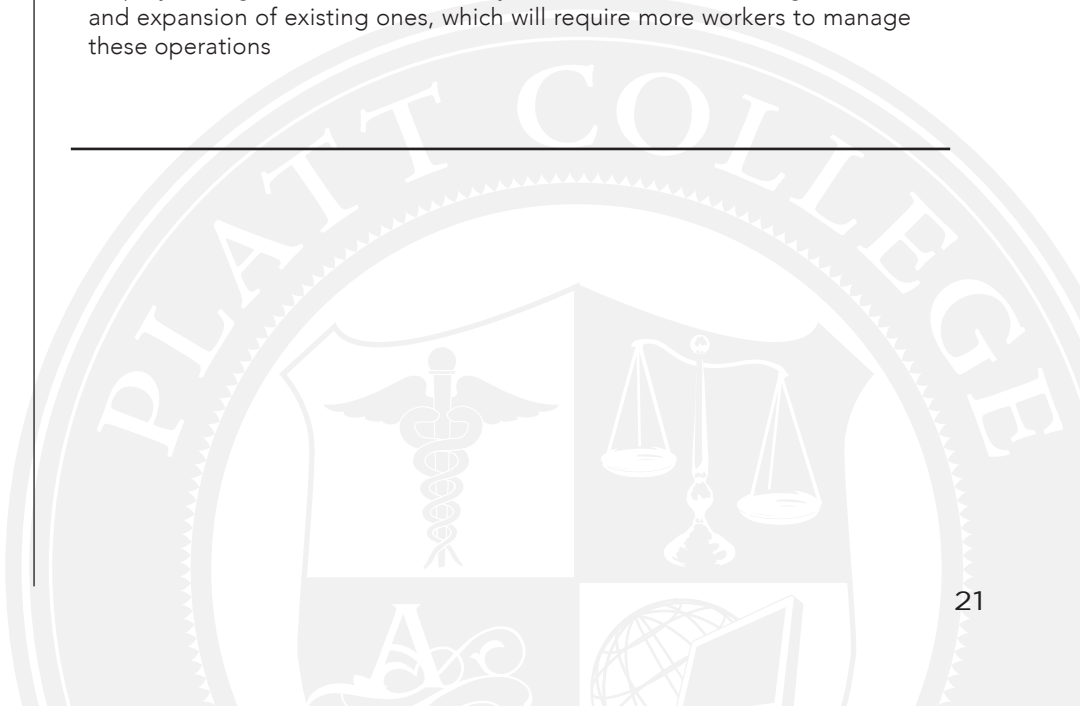 and expansion of existing ones, which will require more workers to manage
these operations
PLATT COLLEGE
A
21